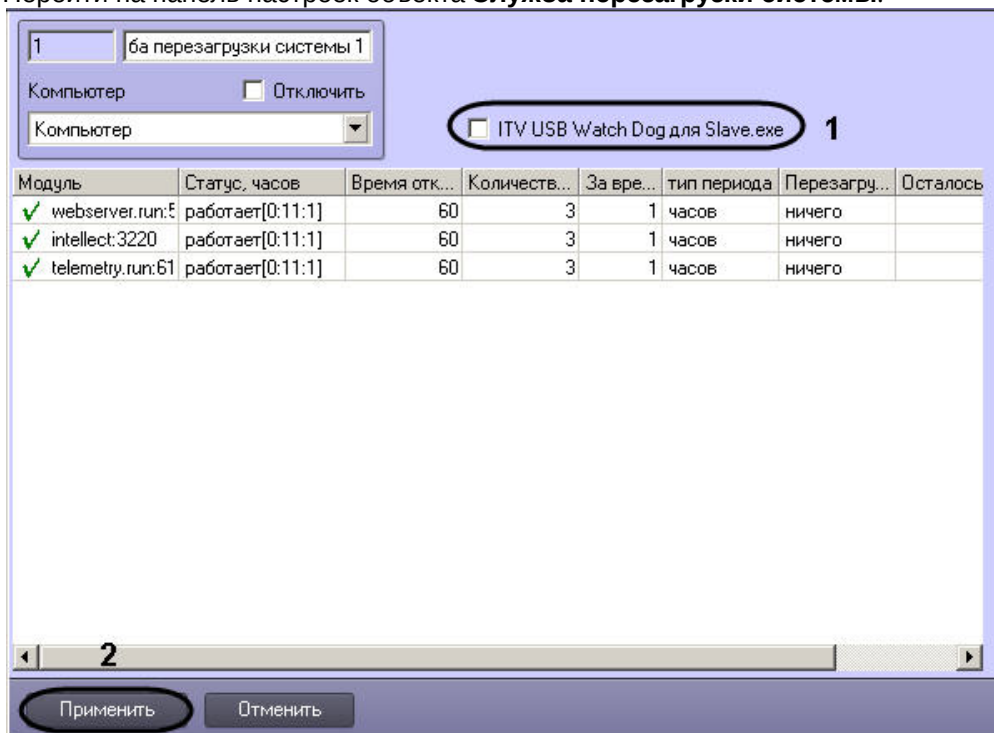 Перейти на панель настроек объекта Служба перезагрузки системы.
1 ба перезагрузки системы 1
Компьютер Отключить
Компьютер
ITV USB Watch Dog для Slave.exe 1
Модуль Статус, часов Время отк... Количеств... За вре... тип периода Перезагру... Осталось
webserver.run:5 работает[0:11:1] 60 3 1 часов ничего
intellect:3220 работает[0:11:1] 60 3 1 часов ничего
telemetry.run:61 работает[0:11:1] 60 3 1 часов ничего
2
Применить Отменить